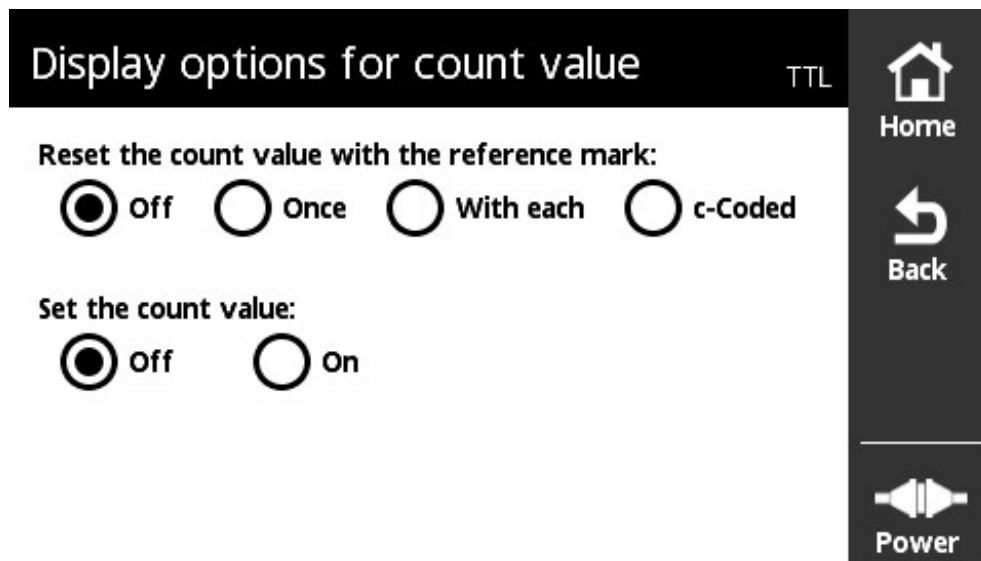 Display options for count value
TTL
Reset the count value with the reference mark:
Off Once With each c-Coded
Set the count value:
Off On
Home
Back
Power